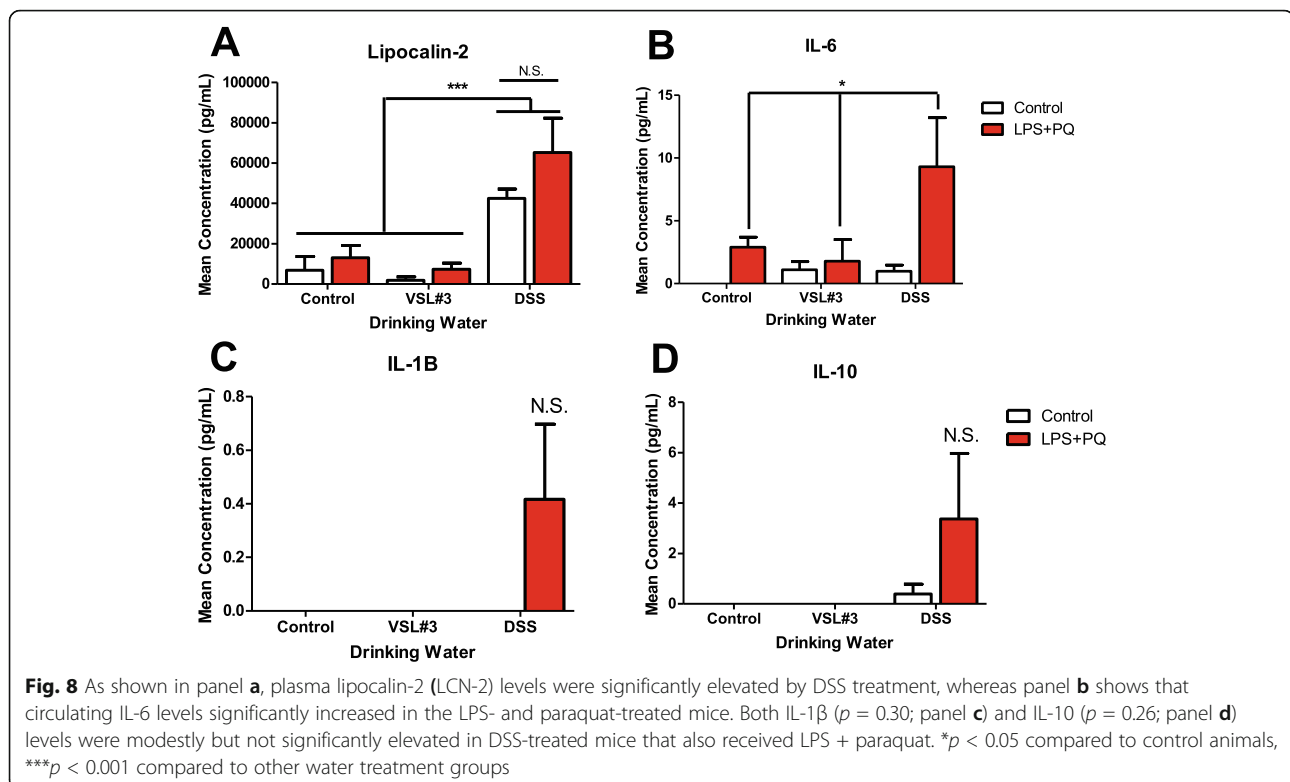 A
Lipocalin-2
N.S.
***
Mean Concentration (pg/mL)
100000
80000
60000
40000
20000
0
Control VSL#3 DSS
Drinking Water
B
IL-6
*
Mean Concentration (pg/mL)
15
10
5
0
Control VSL#3 DSS
Drinking Water
Control
LPS+PQ
C
IL-1B
N.S.
Mean Concentration (pg/mL)
0.8
0.6
0.4
0.2
0.0
Control VSL#3 DSS
Drinking Water
D
IL-10
N.S.
Mean Concentration (pg/mL)
8
6
4
2
0
Control VSL#3 DSS
Drinking Water
Control
LPS+PQ
Fig. 8 As shown in panel a, plasma lipocalin-2 (LCN-2) levels were significantly elevated by DSS treatment, whereas panel b shows that
circulating IL-6 levels significantly increased in the LPS- and paraquat-treated mice. Both IL-1β (p = 0.30; panel c) and IL-10 (p = 0.26; panel d)
levels were modestly but not significantly elevated in DSS-treated mice that also received LPS + paraquat. *p < 0.05 compared to control animals,
***p < 0.001 compared to other water treatment groups